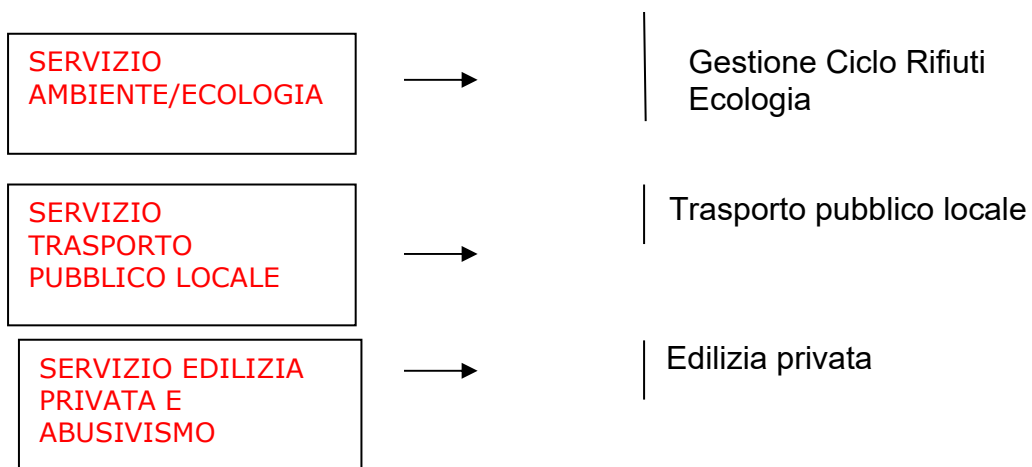 SERVIZIO
AMBIENTE/ECOLOGIA
Gestione Ciclo Rifiuti
Ecologia
SERVIZIO
TRASPORTO
PUBBLICO LOCALE
Trasporto pubblico locale
SERVIZIO EDILIZIA
PRIVATA E
ABUSIVISMO
Edilizia privata